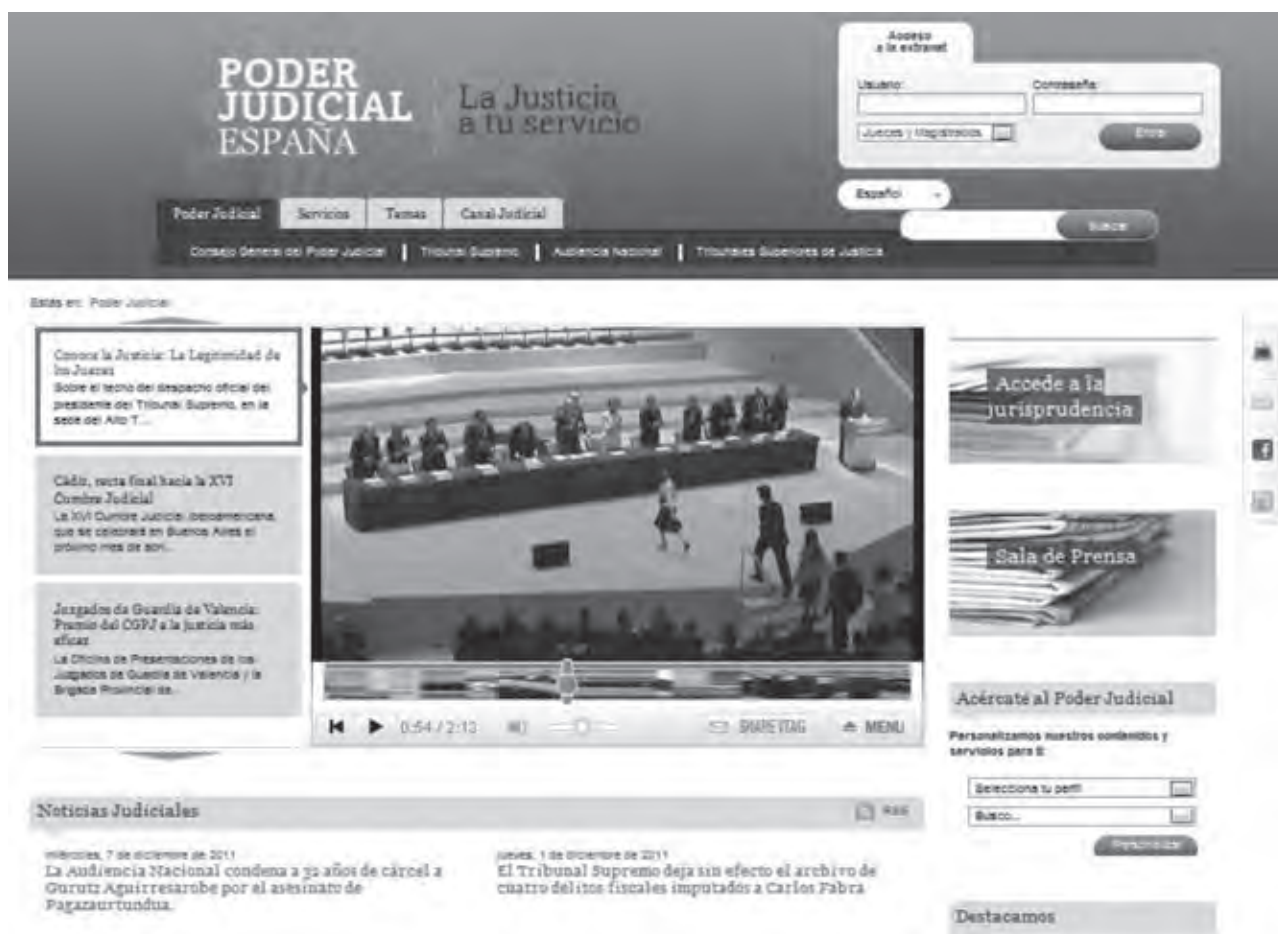 PODER
JUDICIAL
ESPAÑA
La Justicia
a tu servicio
Acceso
a la extranet
Usuario:
Contraseña:
Jueces y Magistrados
Entrar
Español
Buscar
Poder Judicial
Servicios
Temas
Canal Judicial
Consejo General del Poder Judicial
Tribunal Supremo
Audiencia Nacional
Tribunales Superiores de Justicia
Estás en: Poder Judicial
Conoce la Justicia: La Legitimidad de
los Jueces
Sobre el techo del despacho oficial del
presidente del Tribunal Supremo, en la
sede del Alto T...
Cádiz, recta final hacia la XVI
Cumbre Judicial
La XVI Cumbre Judicial Iberoamericana,
que se celebrará en Buenos Aires el
próximo mes de abri...
Juzgados de Guardia de Valencia:
Premio del CGPJ a la justicia más
eficaz
La Oficina de Presentaciones de los
Juzgados de Guardia de Valencia y la
Brigada Provincial de...
0:54 / 2:13
SHARE/TAG
MENU
Accede a la
jurisprudencia
Sala de Prensa
Acércate al Poder Judicial
Personalizamos nuestros contenidos y
servicios para ti:
Selecciona tu perfil
Busco...
Personalizar
Noticias Judiciales
RSS
miércoles, 7 de diciembre de 2011
La Audiencia Nacional condena a 32 años de cárcel a
Gurutz Aguirresarobe por el asesinato de
Pagazaurtundua.
jueves, 1 de diciembre de 2011
El Tribunal Supremo deja sin efecto el archivo de
cuatro delitos fiscales imputados a Carlos Fabra
Destacamos